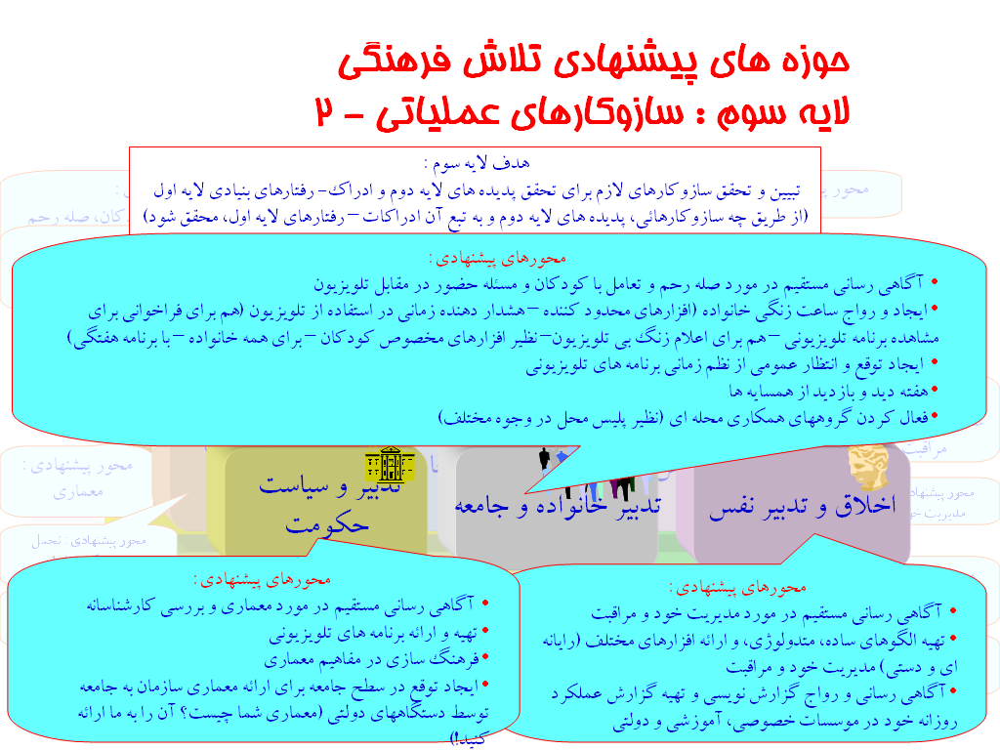 حوزه های پیشنهادی تلاش فرهنگی
لایه سوم : سازوکارهای عملیاتی - ۲
هدف لایه سوم :
تبیین و تحقق سازوکارهای لازم برای تحقق پدیده های لایه دوم و ادراک- رفتارهای بنیادی لایه اول
(از طریق چه سازوکارهائی، پدیده های لایه دوم و به تبع آن ادراکات – رفتارهای لایه اول، محقق شود)
محورهای پیشنهادی :
• آگاهی رسانی مستقیم در مورد صله رحم و تعامل با کودکان و مسئله حضور در مقابل تلویزیون
• ایجاد و رواج ساعت زنگی خانواده (افزارهای محدود کننده – هشدار دهنده زمانی در استفاده از تلویزیون (هم برای فراخوانی برای
مشاهده برنامه تلویزیونی – هم برای اعلام زنگ بی تلویزیون– نظیر افزارهای مخصوص کودکان – برای همه خانواده – با برنامه هفتگی)
• ایجاد توقع و انتظار عمومی از نظم زمانی برنامه های تلویزیونی
• هفته دید و بازدید از همسایه ها
• فعال کردن گروههای همکاری محله ای (نظیر پلیس محل در وجوه مختلف)
محور پیشنهادی :
معماری
مراقبت
تدبیر و سیاست
حکومت
تدبیر خانواده و جامعه
اخلاق و تدبیر نفس
محور پیشنهادی : تحمل
محورهای پیشنهادی :
• آگاهی رسانی مستقیم در مورد مدیریت خود و مراقبت
• تهیه الگوهای ساده، متدولوژی، و ارائه افزارهای مختلف (رایانه
ای و دستی) مدیریت خود و مراقبت
• آگاهی رسانی و رواج گزارش نویسی و تهیه گزارش عملکرد
روزانه خود در موسسات خصوصی، آموزشی و دولتی
محورهای پیشنهادی :
• آگاهی رسانی مستقیم در مورد معماری و بررسی کارشناسانه
• تهیه و ارائه برنامه های تلویزیونی
• فرهنگ سازی در مفاهیم معماری
• ایجاد توقع در سطح جامعه برای ارائه معماری سازمان به جامعه
توسط دستگاههای دولتی (معماری شما چیست؟ آن را به ما ارائه
کنید!)